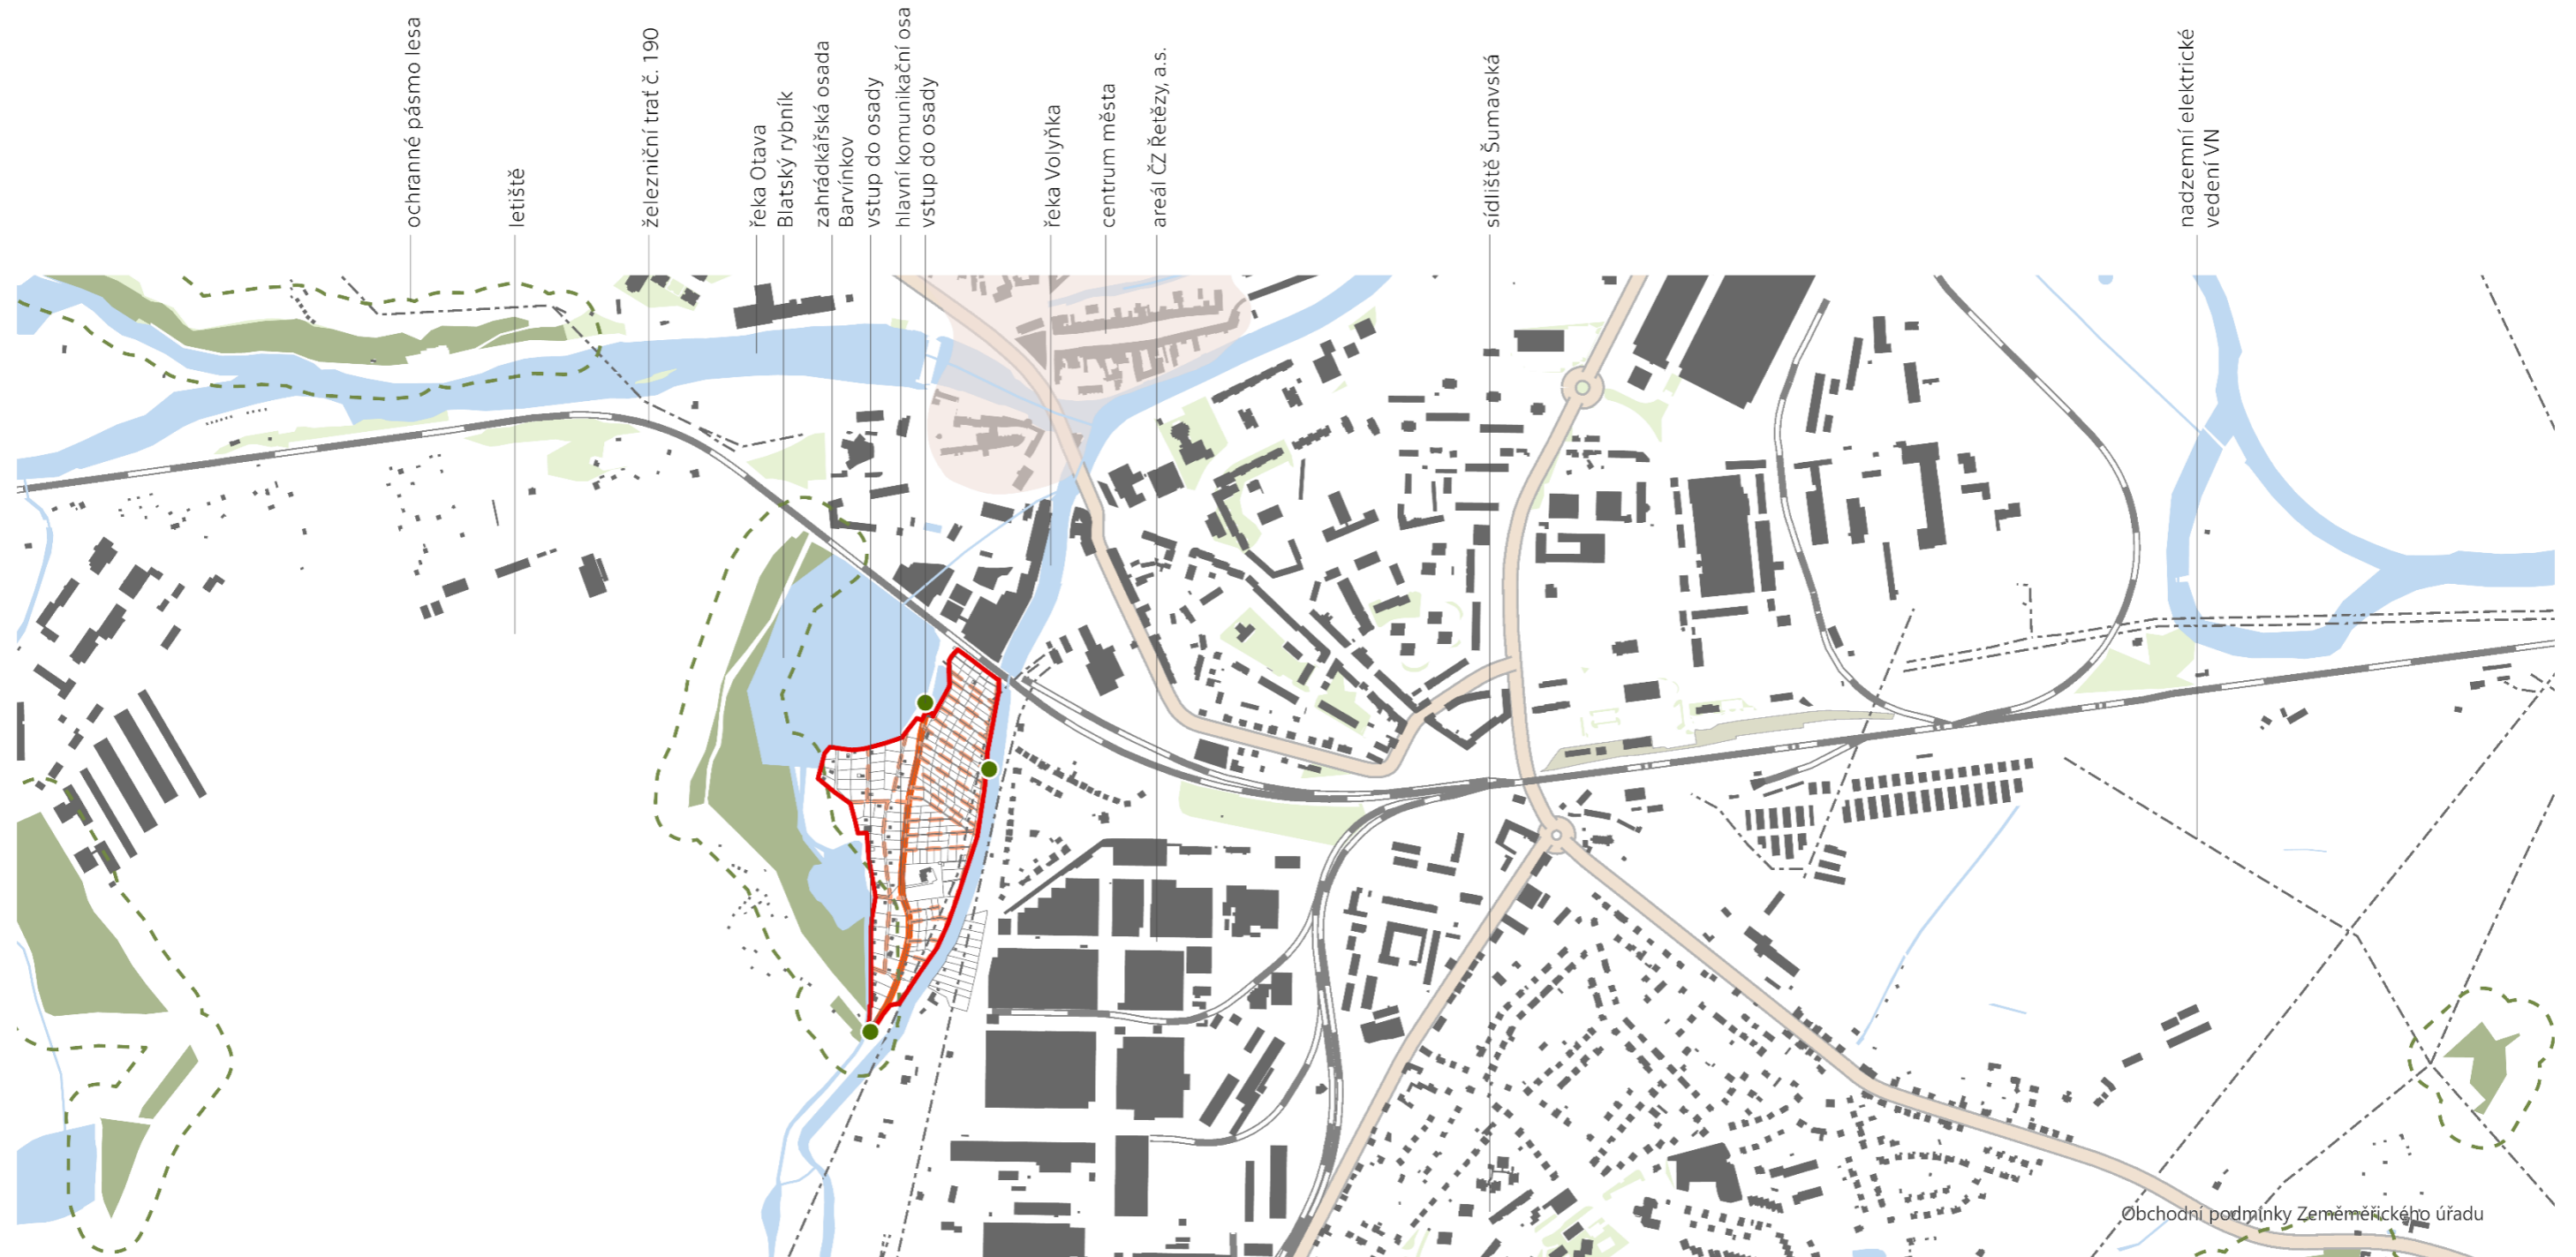 ochranné pásmo lesa
letiště
železniční trať č. 190
řeka Otava
Blatský rybník
zahrádkářská osada
Barvínkov
vstup do osady
hlavní komunikační osa
vstup do osady
řeka Volyňka
centrum města
areál ČZ Řetězy, a.s.
sídliště Šumavská
nadzemní elektrické
vedení VN
Obchodní podmínky Zeměměřického úřadu